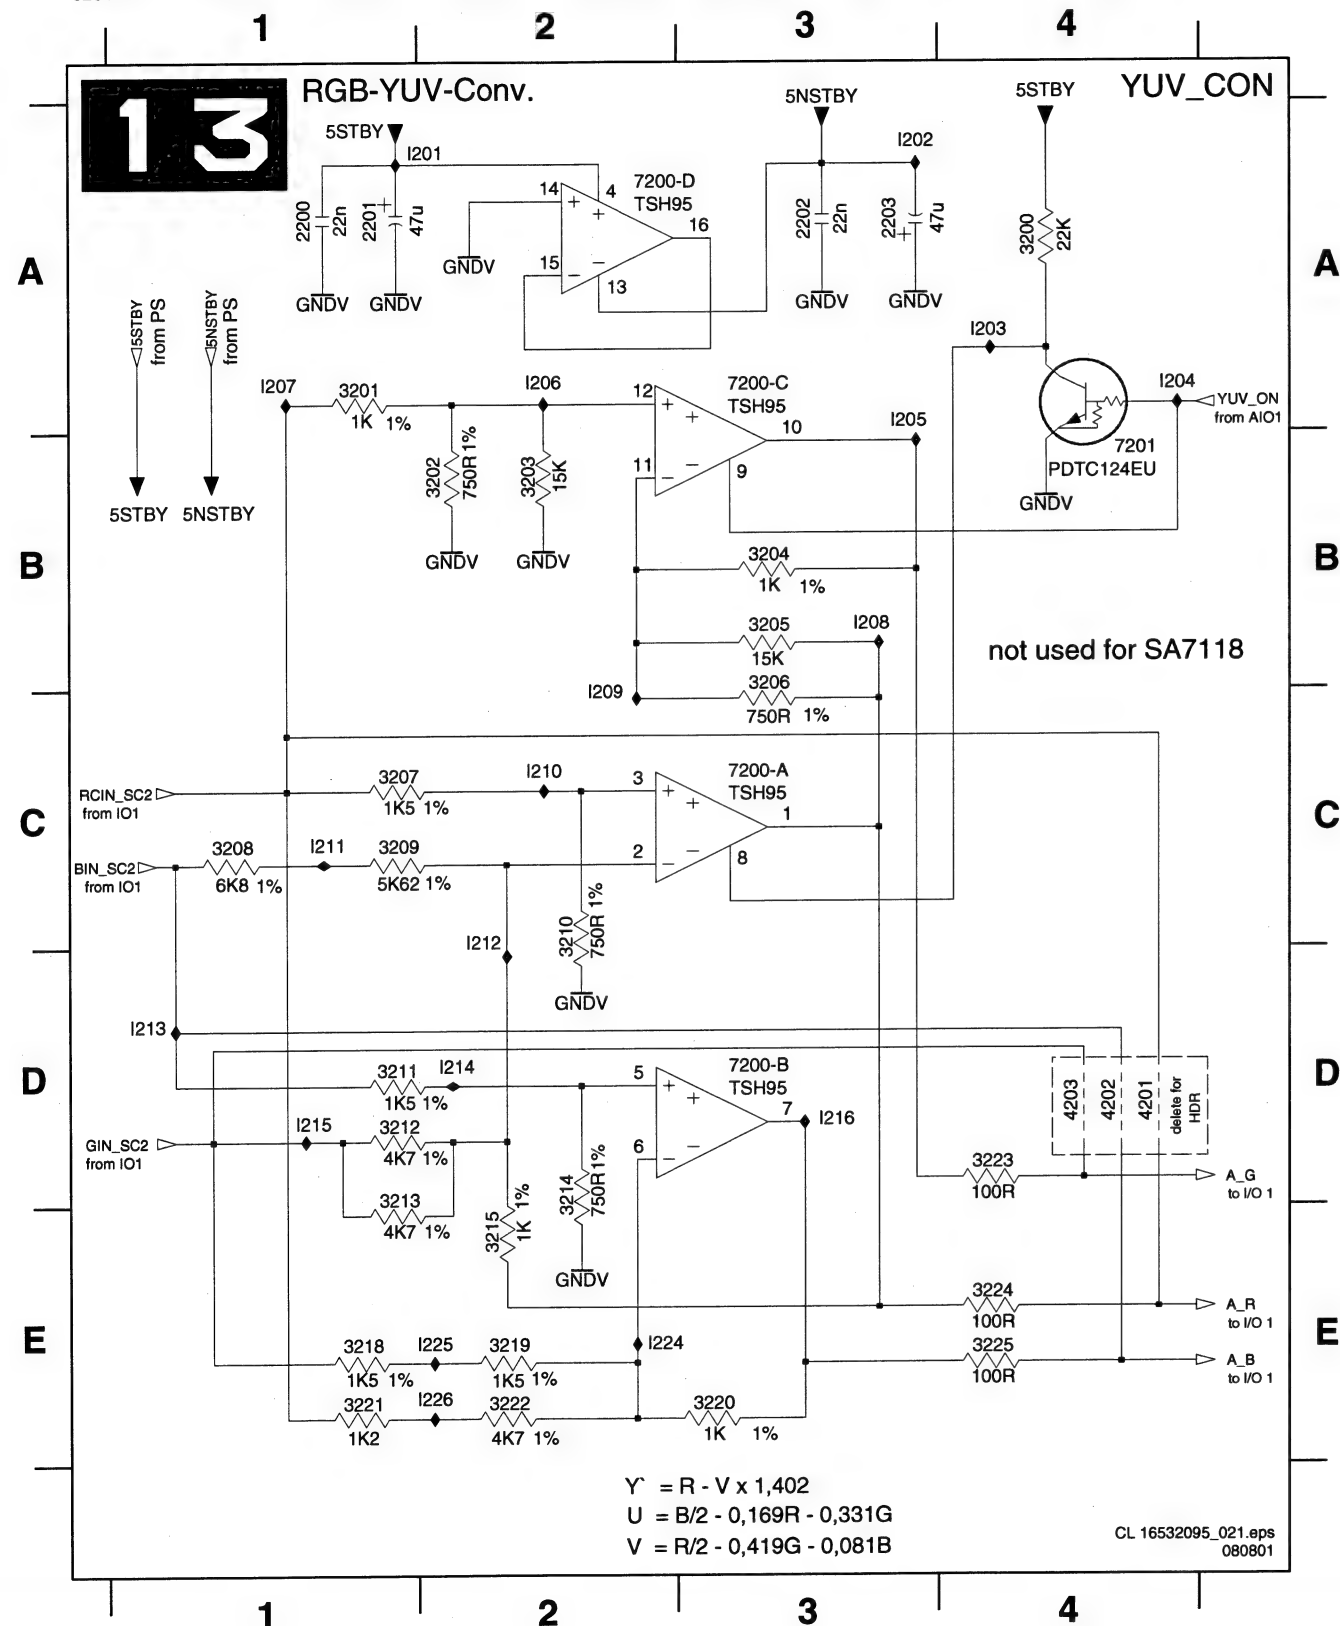 1 2 3 4
13
RGB-YUV-Conv.
YUV_CON
5STBY
I201
2200
22n
2201
+
47u
GNDV
GNDV
GNDV
14
15
4
13
16
7200-D
TSH95
5NSTBY
I202
2202
22n
2203
+
47u
GNDV
GNDV
5STBY
3200
22K
A
A
5STBY
from PS
5NSTBY
from PS
5STBY
5NSTBY
I203
I204
YUV_ON
from AIO1
7201
PDTC124EU
GNDV
I207
3201
1K 1%
I206
3202
750R 1%
3203
15K
GNDV
GNDV
12
11
7200-C
TSH95
10
9
I205
B
B
3204
1K 1%
3205
15K
I208
I209
3206
750R 1%
not used for SA7118
RCIN_SC2
from IO1
3207
1K5 1%
I210
3
2
7200-A
TSH95
1
8
C
C
BIN_SC2
from IO1
3208
6K8 1%
I211
3209
5K62 1%
3210
750R 1%
I212
GNDV
I213
3211
1K5 1%
I214
5
6
7200-B
TSH95
7
I216
D
D
4203
4202
4201
delete for
HDR
GIN_SC2
from IO1
I215
3212
4K7 1%
3213
4K7 1%
3214
750R 1%
3215
1K 1%
GNDV
3223
100R
A_G
to I/O 1
3224
100R
A_R
to I/O 1
3225
100R
A_B
to I/O 1
E
E
I224
3218
1K5 1%
I225
3219
1K5 1%
3221
1K2
I226
3222
4K7 1%
3220
1K 1%
Y` = R - V x 1,402
U = B/2 - 0,169R - 0,331G
V = R/2 - 0,419G - 0,081B
CL 16532095_021.eps
080801
1 2 3 4